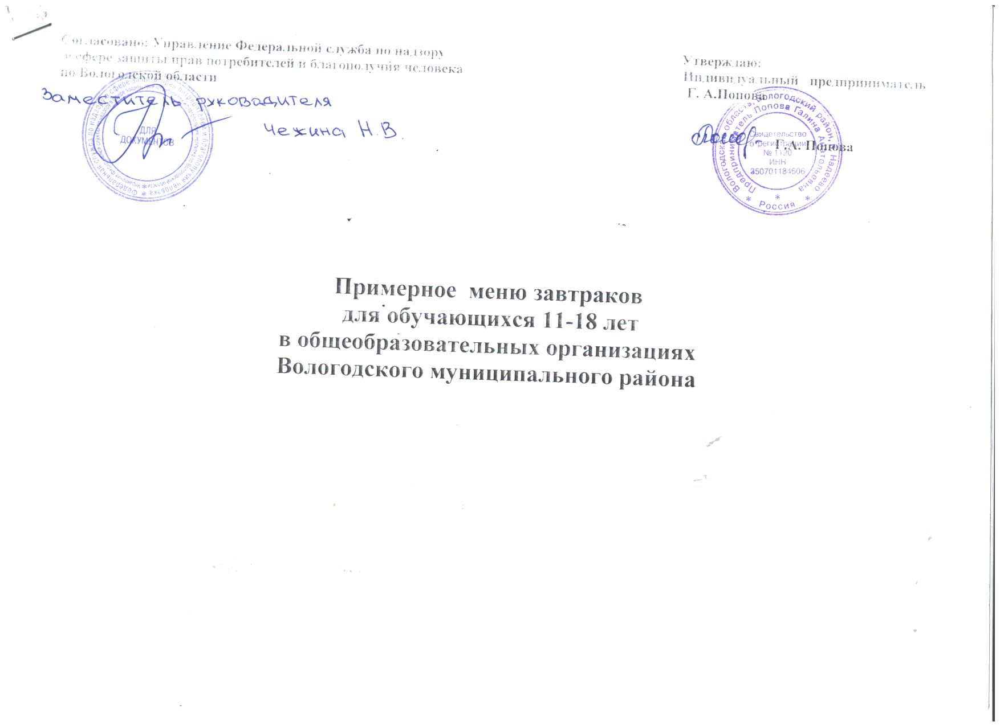 Согласовано: Управление Федеральной служба по надзору
в сфере защиты прав потребителей и благополучия человека
по Вологодской области
Заместитель руководителя
Чежина Н.В.
ДЛЯ
ДОКУМЕНТОВ
Утверждаю:
Индивидуальный предприниматель
Г. А.Попова
Г.А. Попова
Вологодская область, Вологодский район, Надеево
Предприниматель Попова Галина Анатольевна
Свидетельство
о регистрации
№ 1120
ИНН
350701184606
* Россия *
Примерное меню завтраков
для обучающихся 11-18 лет
в общеобразовательных организациях
Вологодского муниципального района